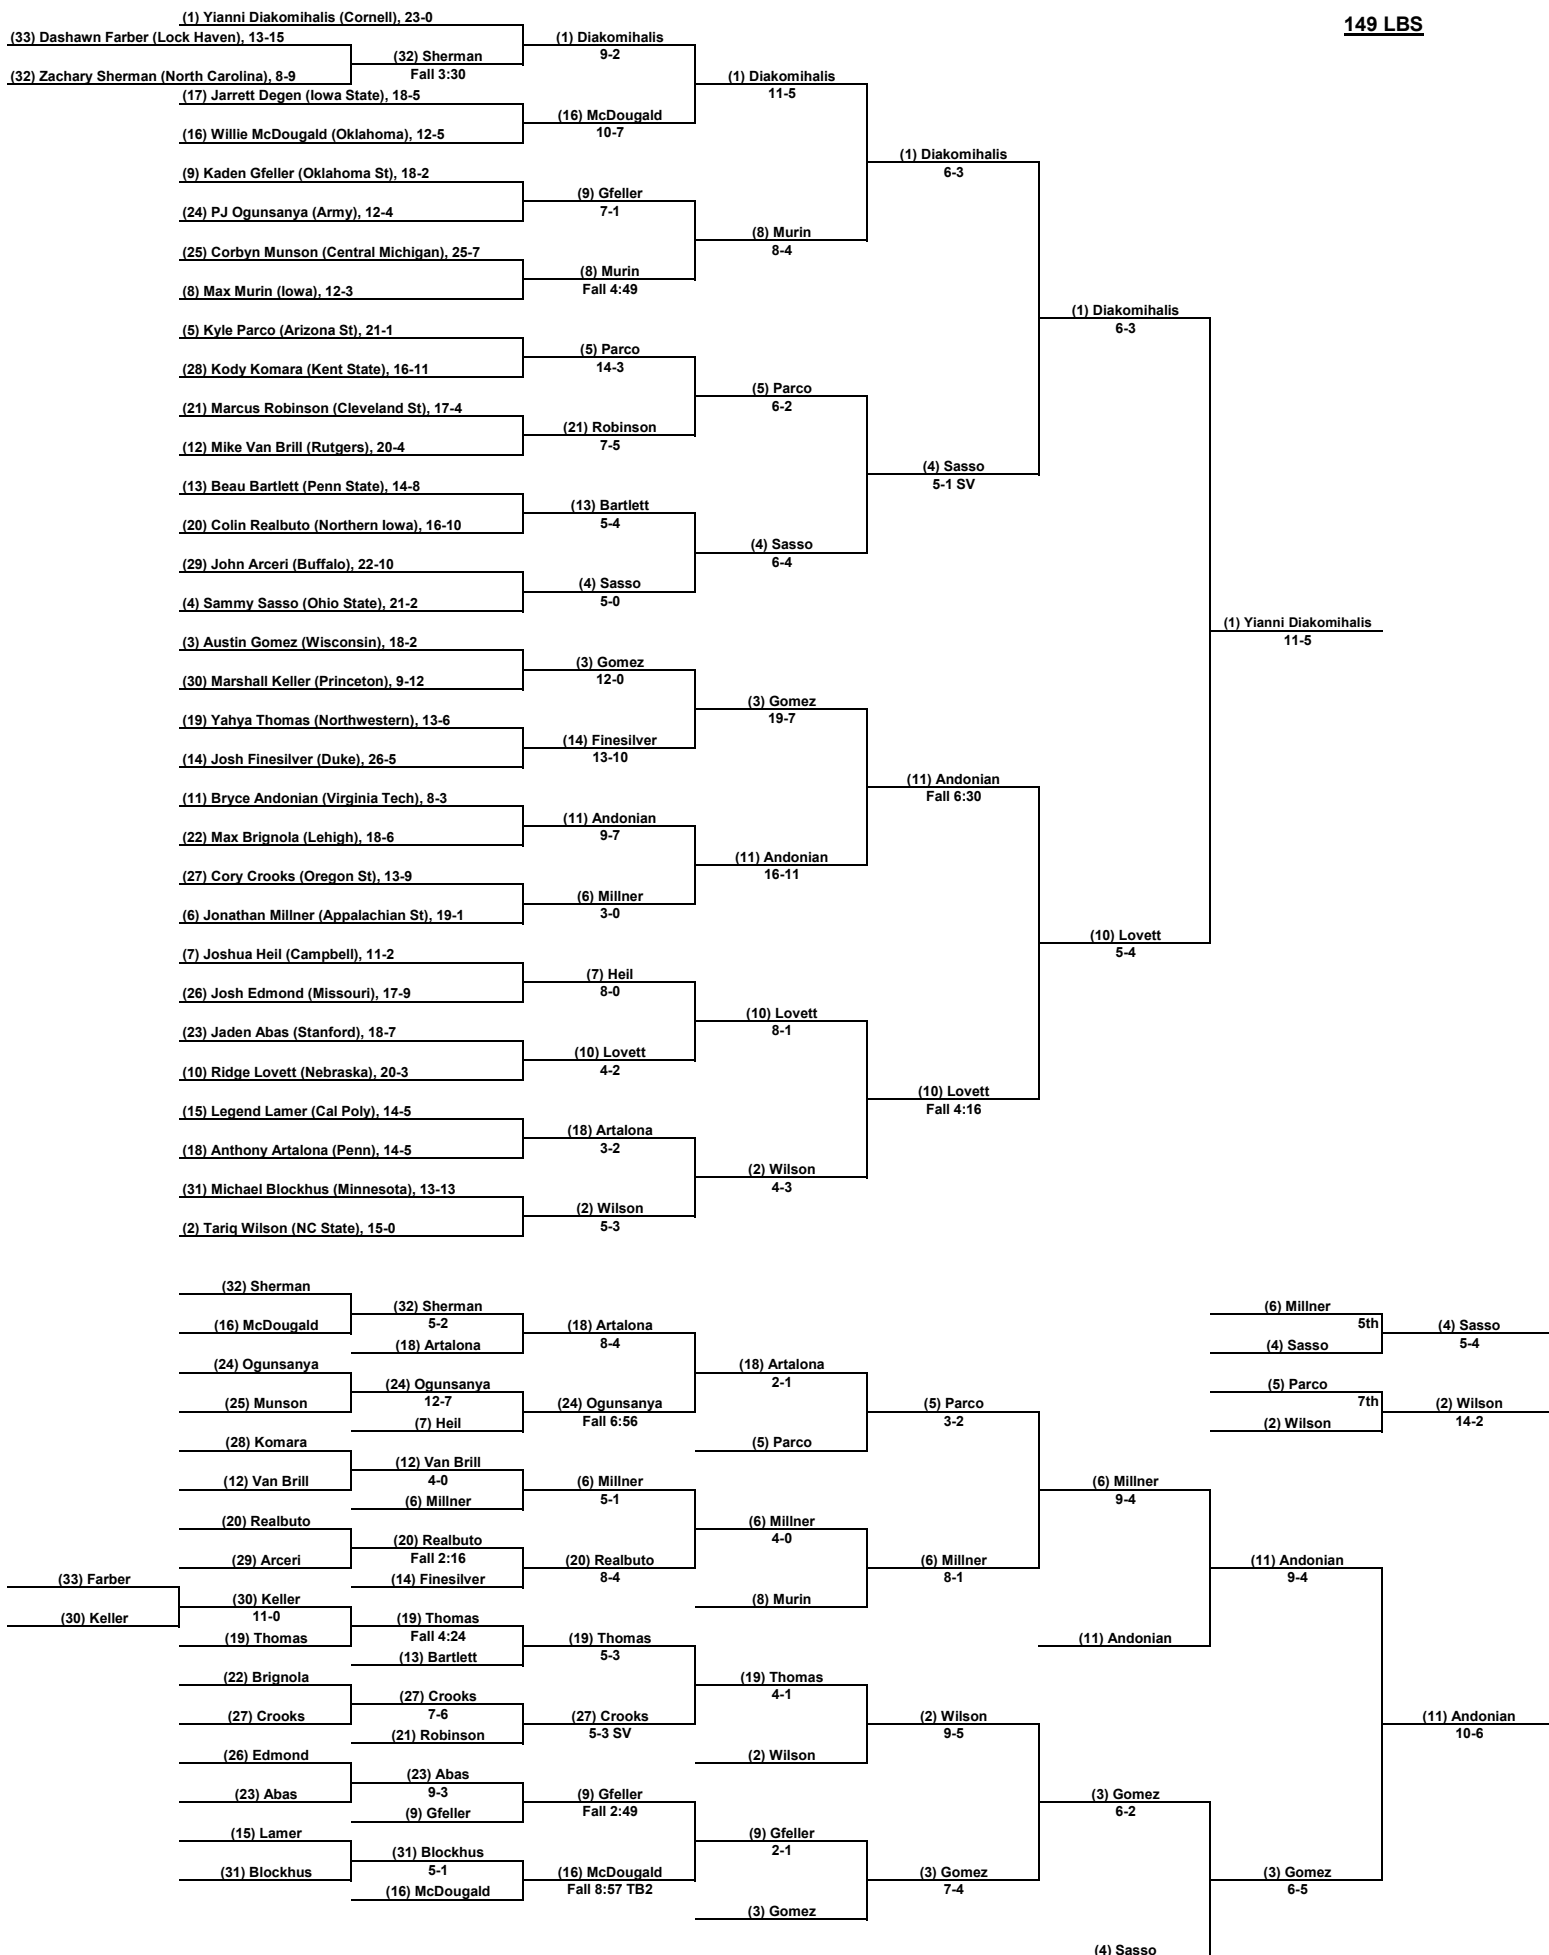 149 LBS
(1) Yianni Diakomihalis (Cornell), 23-0
(33) Dashawn Farber (Lock Haven), 13-15
(32) Zachary Sherman (North Carolina), 8-9
(17) Jarrett Degen (Iowa State), 18-5
(16) Willie McDougald (Oklahoma), 12-5
(9) Kaden Gfeller (Oklahoma St), 18-2
(24) PJ Ogunsanya (Army), 12-4
(25) Corbyn Munson (Central Michigan), 25-7
(8) Max Murin (Iowa), 12-3
(5) Kyle Parco (Arizona St), 21-1
(28) Kody Komara (Kent State), 16-11
(21) Marcus Robinson (Cleveland St), 17-4
(12) Mike Van Brill (Rutgers), 20-4
(13) Beau Bartlett (Penn State), 14-8
(20) Colin Realbuto (Northern Iowa), 16-10
(29) John Arceri (Buffalo), 22-10
(4) Sammy Sasso (Ohio State), 21-2
(3) Austin Gomez (Wisconsin), 18-2
(30) Marshall Keller (Princeton), 9-12
(19) Yahya Thomas (Northwestern), 13-6
(14) Josh Finesilver (Duke), 26-5
(11) Bryce Andonian (Virginia Tech), 8-3
(22) Max Brignola (Lehigh), 18-6
(27) Cory Crooks (Oregon St), 13-9
(6) Jonathan Millner (Appalachian St), 19-1
(7) Joshua Heil (Campbell), 11-2
(26) Josh Edmond (Missouri), 17-9
(23) Jaden Abas (Stanford), 18-7
(10) Ridge Lovett (Nebraska), 20-3
(15) Legend Lamer (Cal Poly), 14-5
(18) Anthony Artalona (Penn), 14-5
(31) Michael Blockhus (Minnesota), 13-13
(2) Tariq Wilson (NC State), 15-0
(32) Sherman
Fall 3:30
(1) Diakomihalis
9-2
(16) McDougald
10-7
(9) Gfeller
7-1
(8) Murin
Fall 4:49
(5) Parco
14-3
(21) Robinson
7-5
(13) Bartlett
5-4
(4) Sasso
5-0
(3) Gomez
12-0
(14) Finesilver
13-10
(11) Andonian
9-7
(6) Millner
3-0
(7) Heil
8-0
(10) Lovett
4-2
(18) Artalona
3-2
(2) Wilson
5-3
(1) Diakomihalis
11-5
(8) Murin
8-4
(5) Parco
6-2
(4) Sasso
6-4
(3) Gomez
19-7
(11) Andonian
16-11
(10) Lovett
8-1
(2) Wilson
4-3
(1) Diakomihalis
6-3
(4) Sasso
5-1 SV
(11) Andonian
Fall 6:30
(10) Lovett
Fall 4:16
(1) Diakomihalis
6-3
(10) Lovett
5-4
(1) Yianni Diakomihalis
11-5
(33) Farber
(30) Keller
(32) Sherman
(16) McDougald
(24) Ogunsanya
(25) Munson
(28) Komara
(12) Van Brill
(20) Realbuto
(29) Arceri
(30) Keller
11-0
(19) Thomas
(22) Brignola
(27) Crooks
(26) Edmond
(23) Abas
(15) Lamer
(31) Blockhus
(32) Sherman
5-2
(18) Artalona
(24) Ogunsanya
12-7
(7) Heil
(12) Van Brill
4-0
(6) Millner
(20) Realbuto
Fall 2:16
(14) Finesilver
(19) Thomas
Fall 4:24
(13) Bartlett
(27) Crooks
7-6
(21) Robinson
(23) Abas
9-3
(9) Gfeller
(31) Blockhus
5-1
(16) McDougald
(18) Artalona
8-4
(24) Ogunsanya
Fall 6:56
(6) Millner
5-1
(20) Realbuto
8-4
(19) Thomas
5-3
(27) Crooks
5-3 SV
(9) Gfeller
Fall 2:49
(16) McDougald
Fall 8:57 TB2
(18) Artalona
2-1
(5) Parco
(6) Millner
4-0
(8) Murin
(19) Thomas
4-1
(2) Wilson
(9) Gfeller
2-1
(3) Gomez
(5) Parco
3-2
(6) Millner
8-1
(2) Wilson
9-5
(3) Gomez
7-4
(6) Millner
9-4
(11) Andonian
(3) Gomez
6-2
(4) Sasso
(11) Andonian
9-4
(3) Gomez
6-5
(11) Andonian
10-6
(6) Millner
5th
(4) Sasso
(4) Sasso
5-4
(5) Parco
7th
(2) Wilson
(2) Wilson
14-2